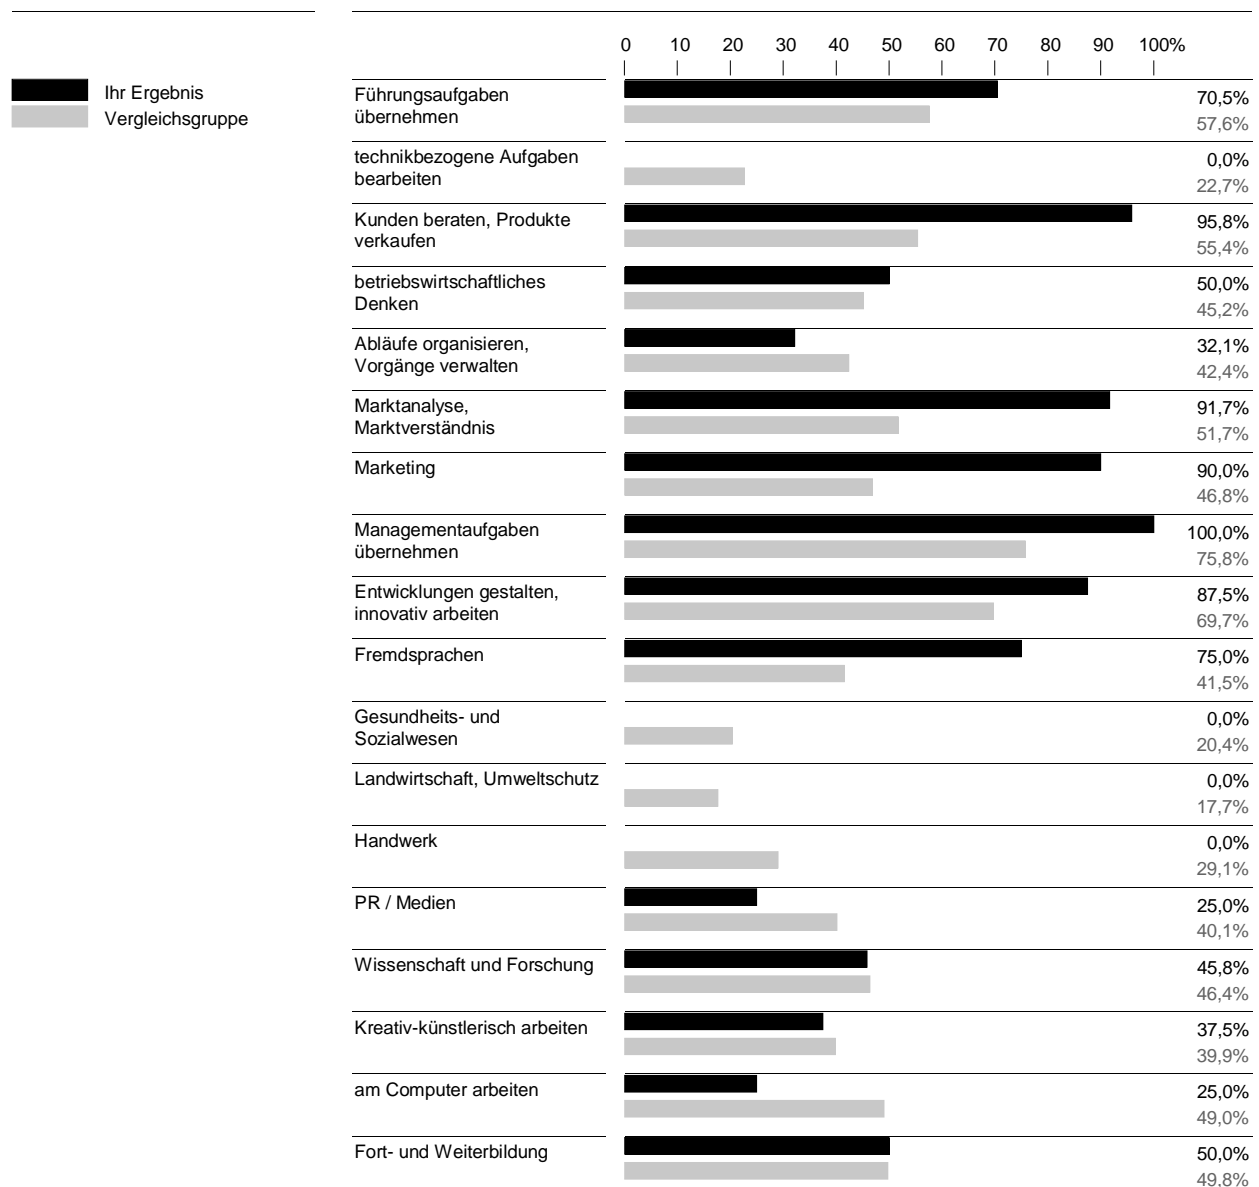 0 10 20 30 40 50 60 70 80 90 100%
Ihr Ergebnis
Vergleichsgruppe
Führungsaufgaben
übernehmen
70,5%
57,6%
technikbezogene Aufgaben
bearbeiten
0,0%
22,7%
Kunden beraten, Produkte
verkaufen
95,8%
55,4%
betriebswirtschaftliches
Denken
50,0%
45,2%
Abläufe organisieren,
Vorgänge verwalten
32,1%
42,4%
Marktanalyse,
Marktverständnis
91,7%
51,7%
Marketing
90,0%
46,8%
Managementaufgaben
übernehmen
100,0%
75,8%
Entwicklungen gestalten,
innovativ arbeiten
87,5%
69,7%
Fremdsprachen
75,0%
41,5%
Gesundheits- und
Sozialwesen
0,0%
20,4%
Landwirtschaft, Umweltschutz
0,0%
17,7%
Handwerk
0,0%
29,1%
PR / Medien
25,0%
40,1%
Wissenschaft und Forschung
45,8%
46,4%
Kreativ-künstlerisch arbeiten
37,5%
39,9%
am Computer arbeiten
25,0%
49,0%
Fort- und Weiterbildung
50,0%
49,8%